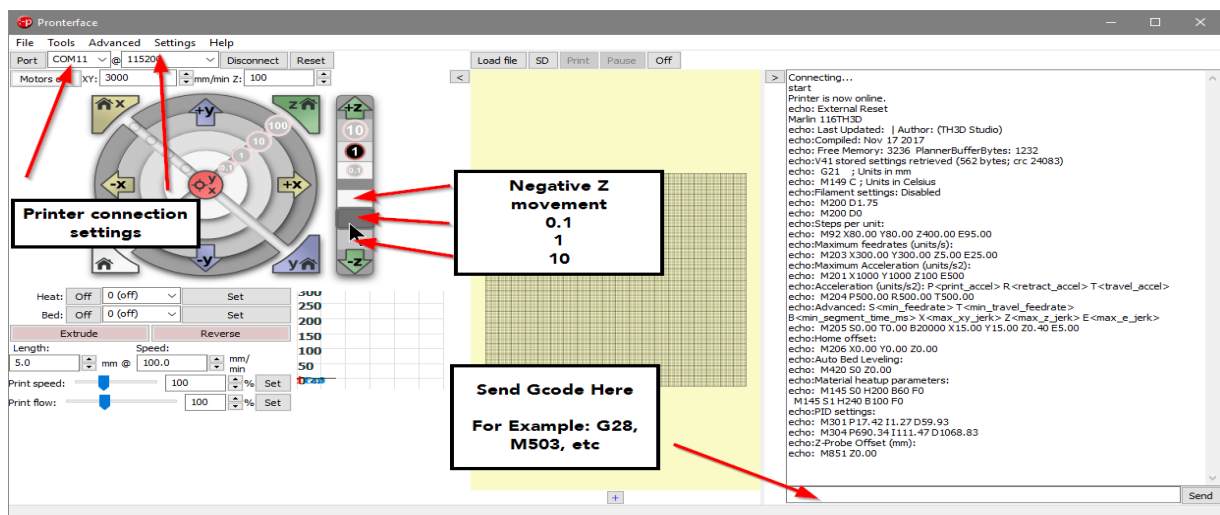 Pronterface
File Tools Advanced Settings Help
Port COM11 @ 115200 Disconnect Reset
Motors XY: 3000 mm/min Z: 100
Load file SD Print Pause Off
<
>
X
+y
z
100
10
1
0.1
-x
y
x
+x
-y
y
+z
10
1
0.1
-z
Printer connection
settings
Negative Z
movement
0.1
1
10
Heat: Off 0 (off) Set
Bed: Off 0 (off) Set
Extrude Reverse
Length: Speed:
5.0 mm @ 100.0 mm/
min
Print speed: 100 % Set
Print flow: 100 % Set
300
250
200
150
100
50
Send Gcode Here
For Example: G28,
M503, etc
+
Connecting...
start
Printer is now online.
echo: External Reset
Marlin 116TH3D
echo: Last Updated: | Author: (TH3D Studio)
echo:Compiled: Nov 17 2017
echo: Free Memory: 3236 PlannerBufferBytes: 1232
echo:V41 stored settings retrieved (562 bytes; crc 24083)
echo: G21 ; Units in mm
echo: M149 C ; Units in Celsius
echo:Filament settings: Disabled
echo: M200 D1.75
echo: M200 D0
echo:Steps per unit:
echo: M92 X80.00 Y80.00 Z400.00 E95.00
echo:Maximum feedrates (units/s):
echo: M203 X300.00 Y300.00 Z5.00 E25.00
echo:Maximum Acceleration (units/s2):
echo: M201 X1000 Y1000 Z100 E500
echo:Acceleration (units/s2): P<print_accel> R<retract_accel> T<travel_accel>
echo: M204 P500.00 R500.00 T500.00
echo:Advanced: S<min_feedrate> T<min_travel_feedrate>
B<min_segment_time_ms> X<max_xy_jerk> Z<max_z_jerk> E<max_e_jerk>
echo: M205 S0.00 T0.00 B20000 X15.00 Y15.00 Z0.40 E5.00
echo:Home offset:
echo: M206 X0.00 Y0.00 Z0.00
echo:Auto Bed Leveling:
echo: M420 S0 Z0.00
echo:Material heatup parameters:
echo: M145 S0 H200 B60 F0
M145 S1 H240 B100 F0
echo:PID settings:
echo: M301 P17.42 I1.27 D59.93
echo: M304 P690.34 I111.47 D1068.83
echo:Z-Probe Offset (mm):
echo: M851 Z0.00
Send